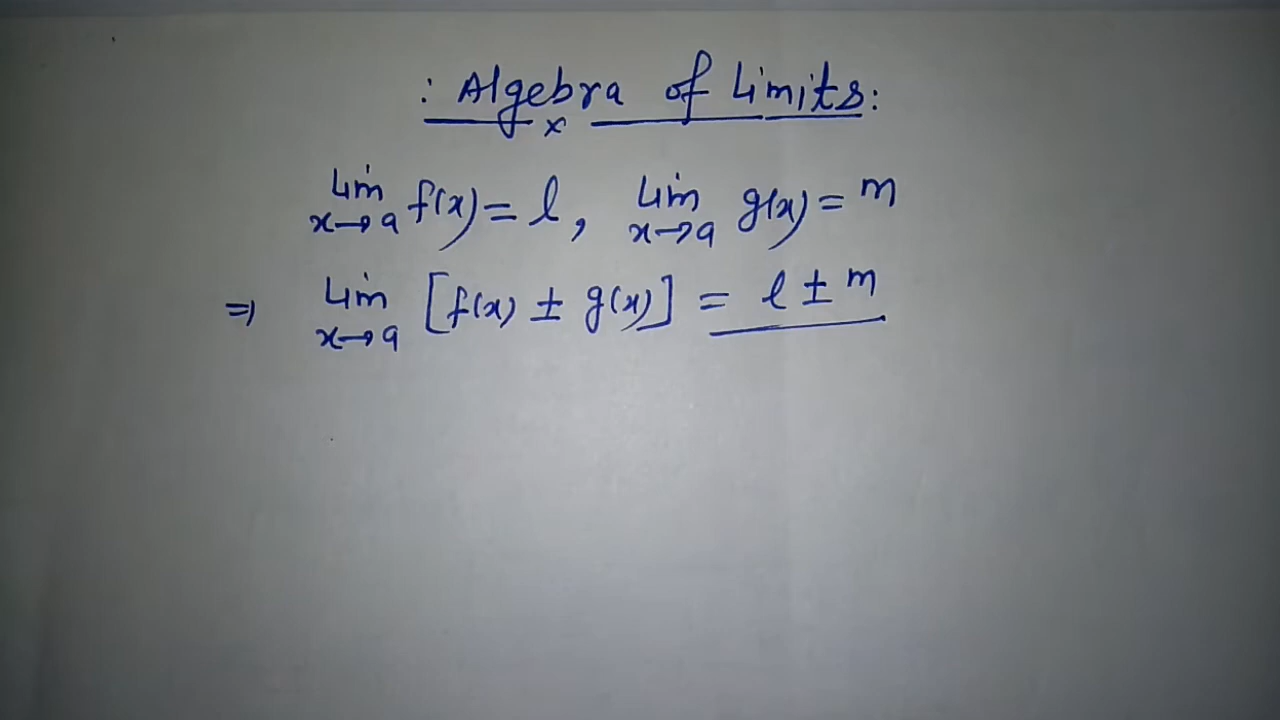 : Algebra of Limits:
x
Lim x→a f(x) = l, Lim x→a g(x) = m
⇒ Lim x→a [f(x) ± g(x)] = l ± m